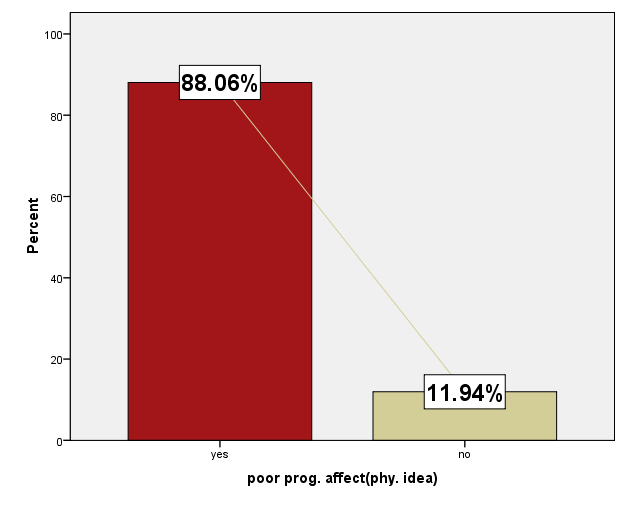 100
80
60
40
20
0
Percent
88.06%
11.94%
yes
no
poor prog. affect(phy. idea)